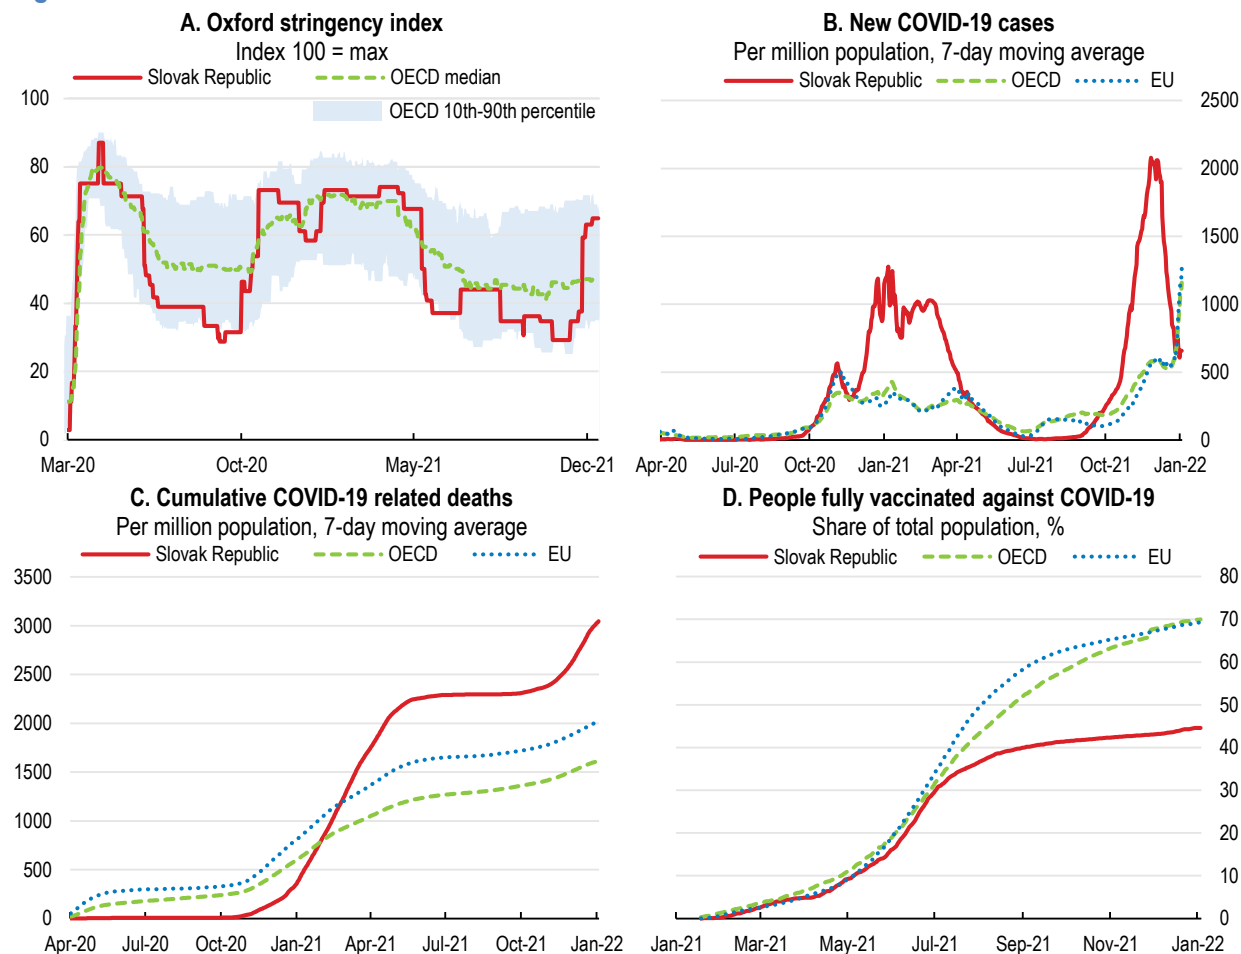 A. Oxford stringency index
Index 100 = max
Slovak Republic
OECD median
OECD 10th-90th percentile
100
80
60
40
20
0
Mar-20
Oct-20
May-21
Dec-21
B. New COVID-19 cases
Per million population, 7-day moving average
Slovak Republic
OECD
EU
2500
2000
1500
1000
500
0
Apr-20
Jul-20
Oct-20
Jan-21
Apr-21
Jul-21
Oct-21
Jan-22
C. Cumulative COVID-19 related deaths
Per million population, 7-day moving average
Slovak Republic
OECD
EU
3500
3000
2500
2000
1500
1000
500
0
Apr-20
Jul-20
Oct-20
Jan-21
Apr-21
Jul-21
Oct-21
Jan-22
D. People fully vaccinated against COVID-19
Share of total population, %
Slovak Republic
OECD
EU
80
70
60
50
40
30
20
10
0
Jan-21
Mar-21
May-21
Jul-21
Sep-21
Nov-21
Jan-22